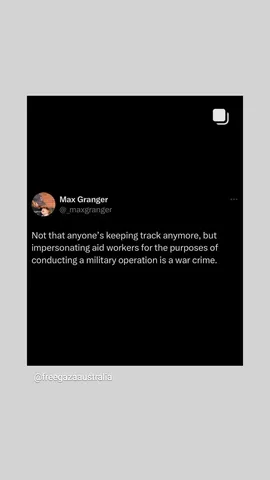 Max Granger
@_maxgranger
Not that anyone's keeping track anymore, but
impersonating aid workers for the purposes of
conducting a military operation is a war crime.
@freegazaaustralia